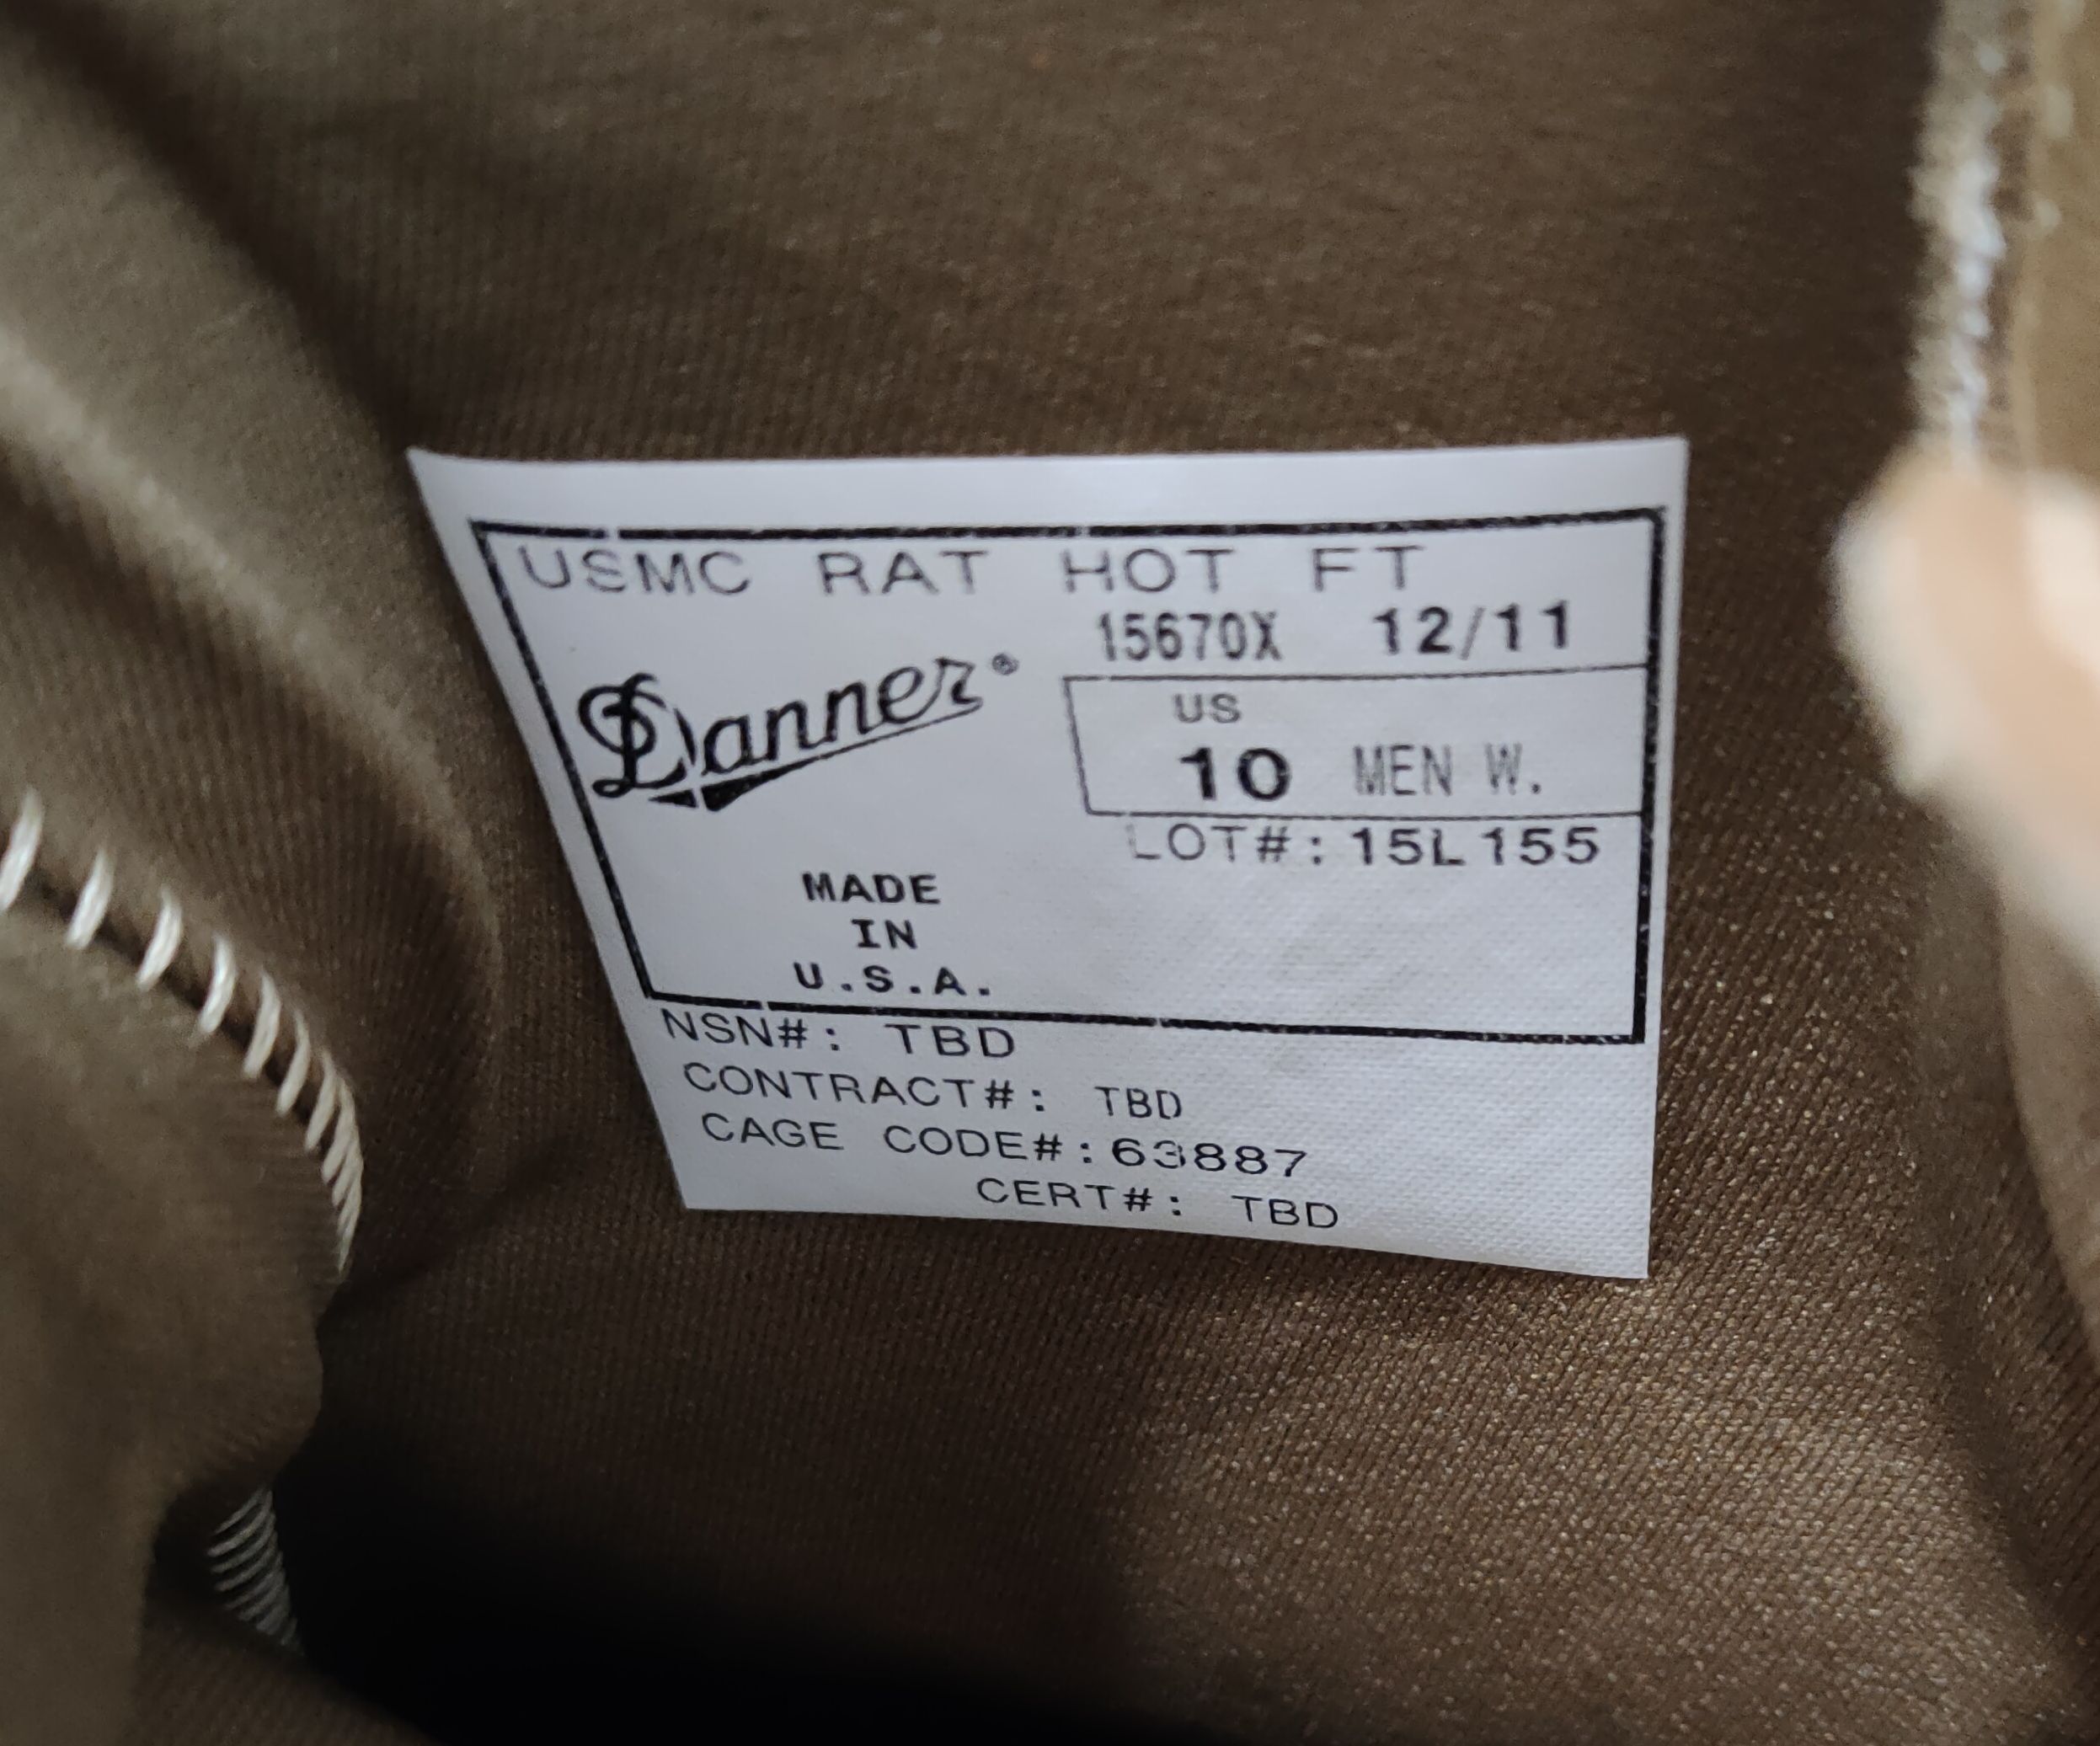 USMC RAT HOT FT
15670X 12/11
Danner®
US
10 MEN W.
LOT#:15L155
MADE
IN
U.S.A.
NSN#: TBD
CONTRACT#: TBD
CAGE CODE#:63887
CERT#: TBD